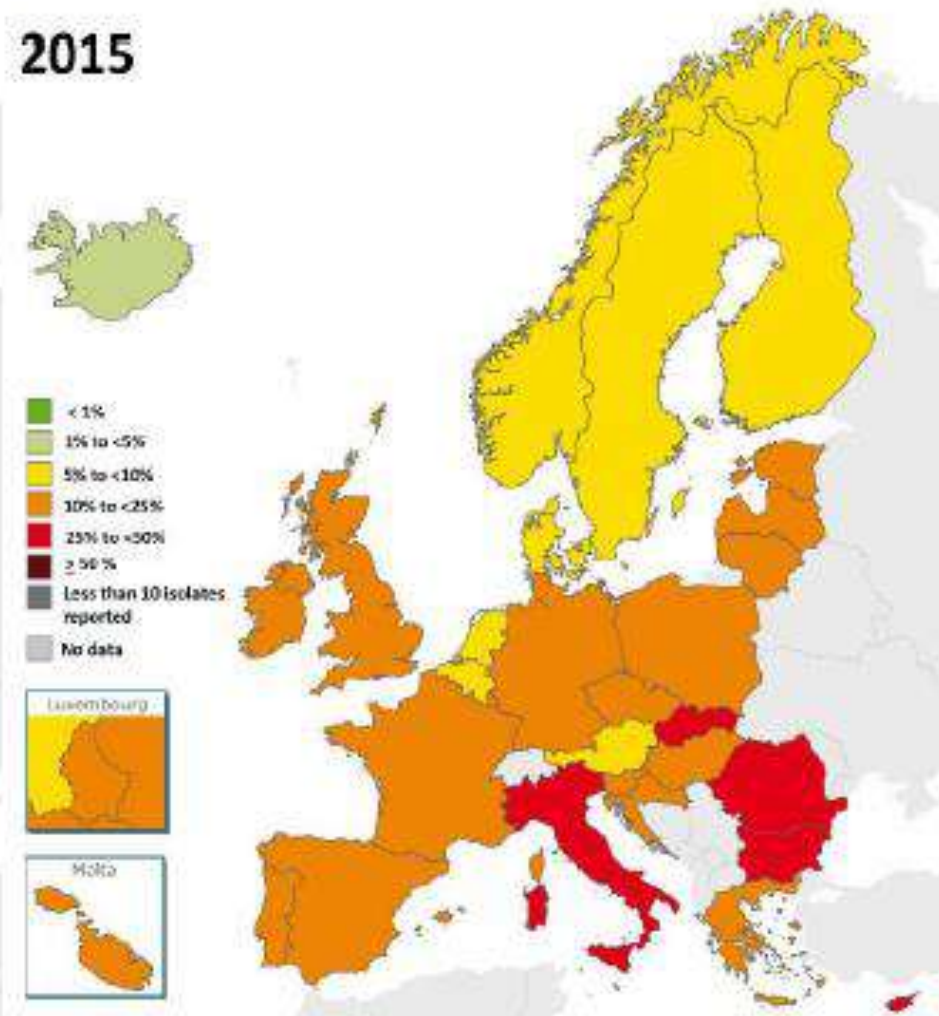 2015
< 1%
1% to <5%
5% to <10%
10% to <25%
25% to <50%
≥ 50 %
Less than 10 isolates
reported
No data
Luxembourg
Malta